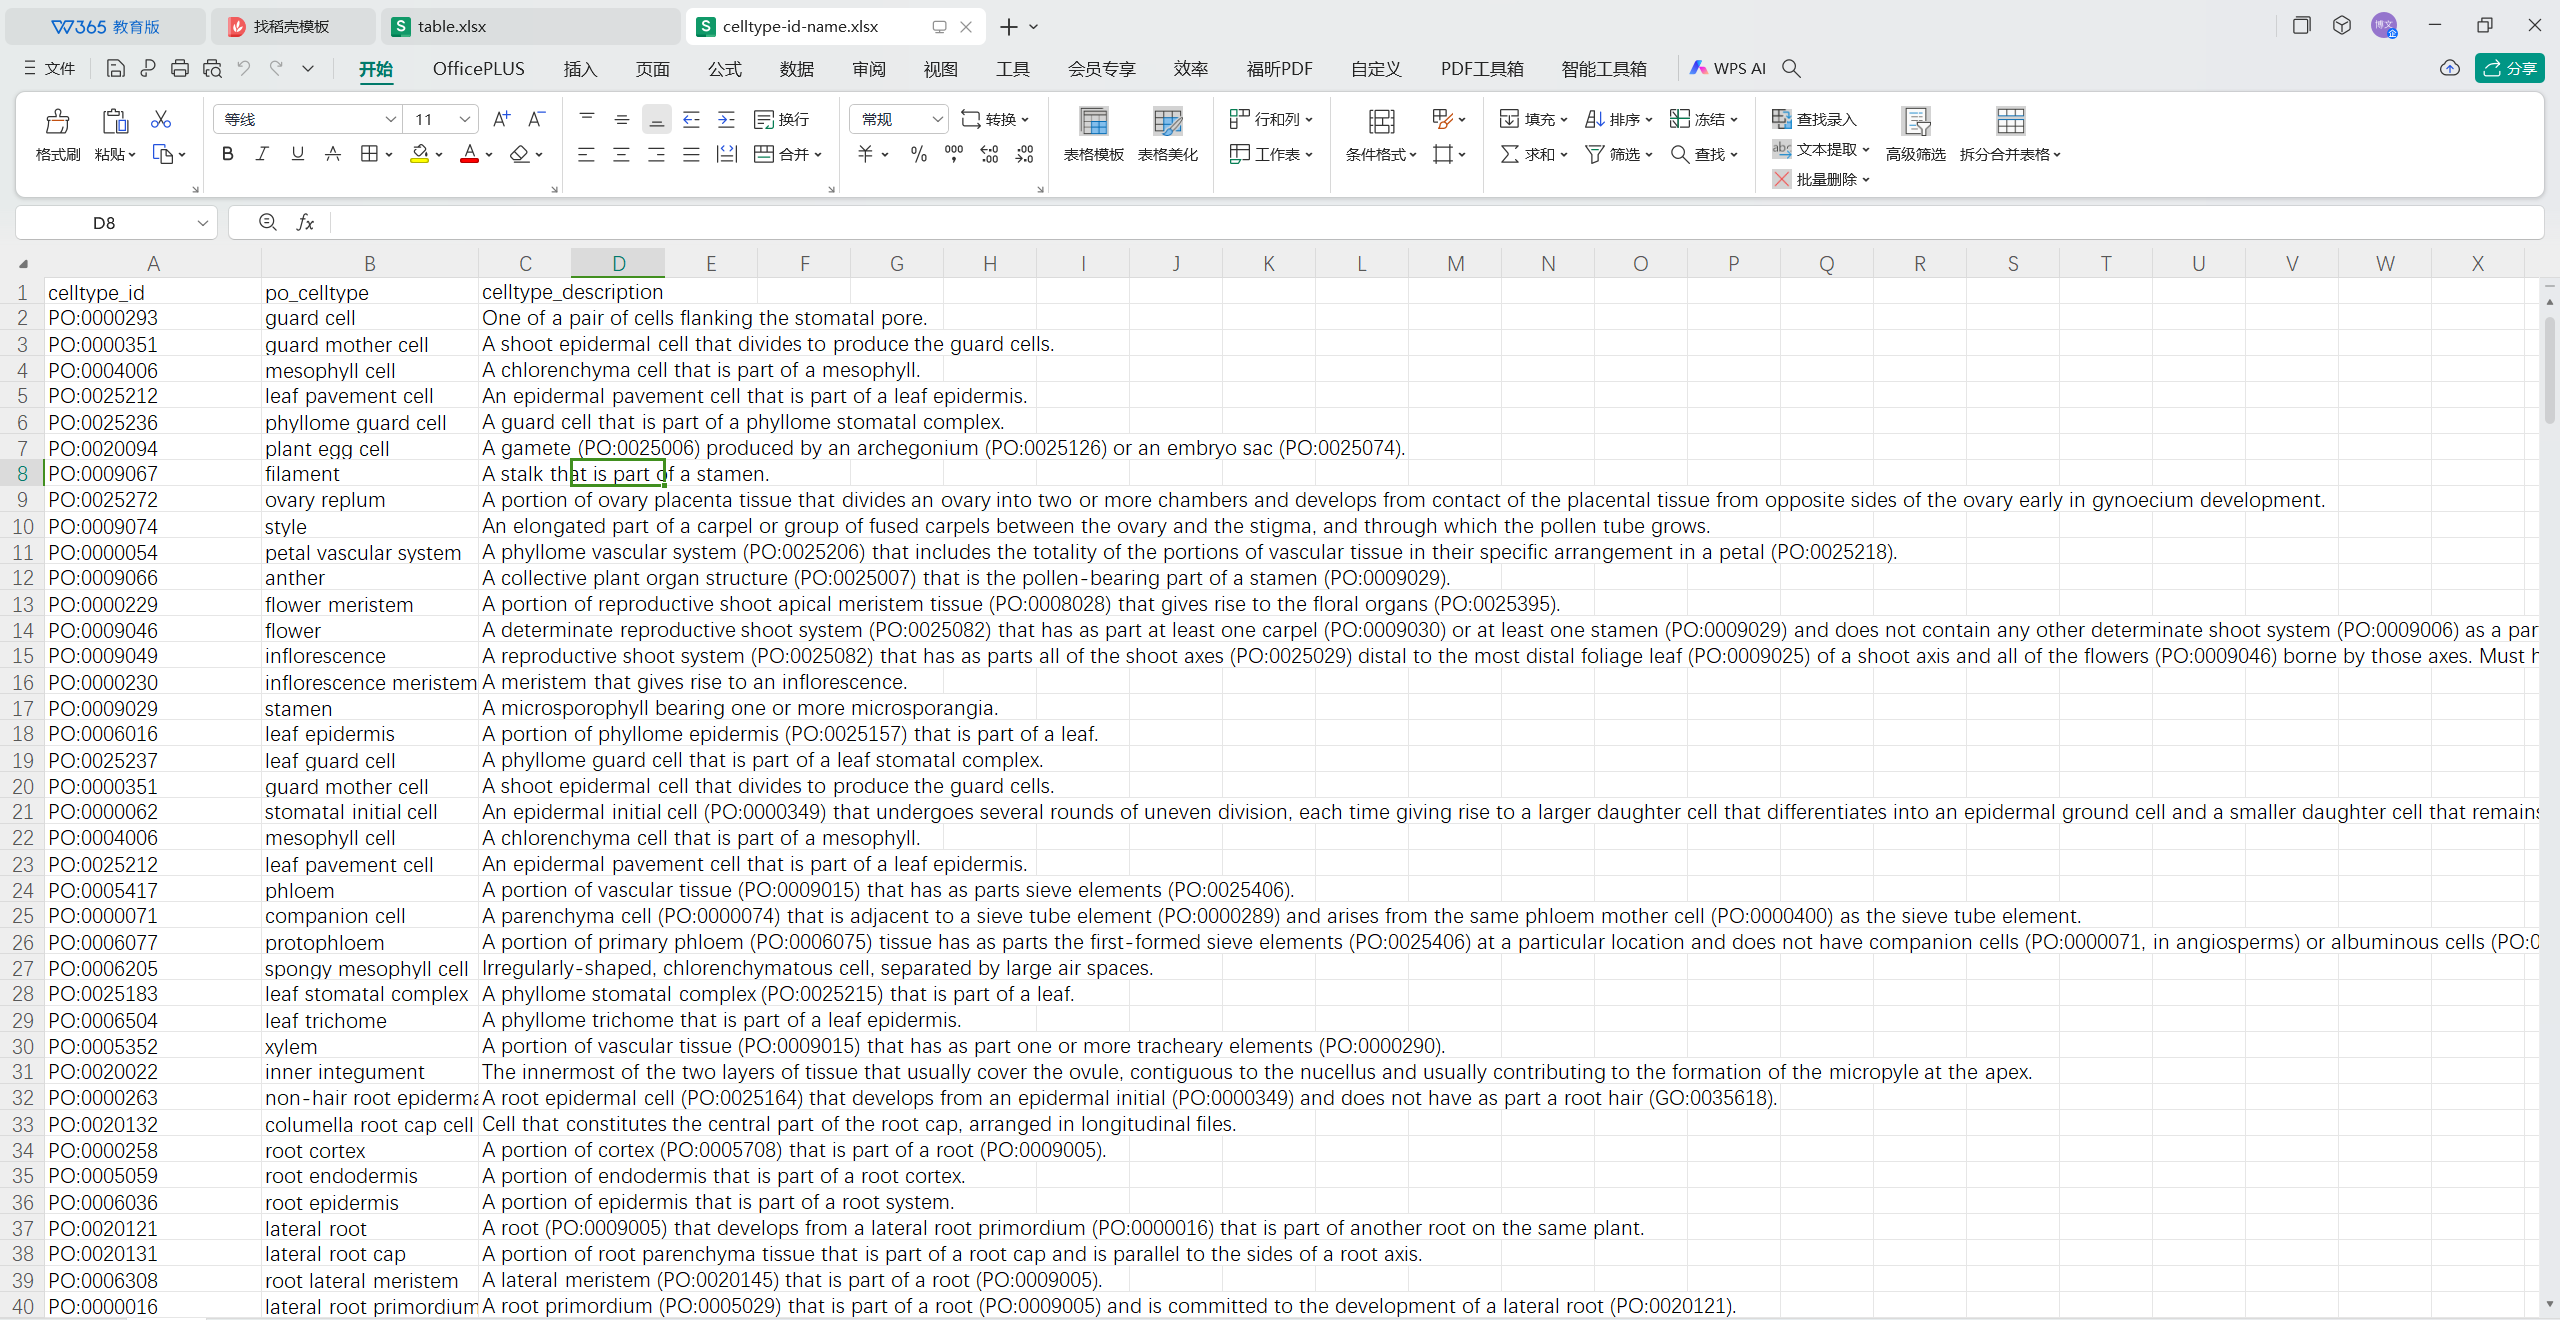 W365 教育版 找稻壳模板 S table.xlsx S celltype-id-name.xlsx
文件 开始 OfficePLUS 插入 页面 公式 数据 审阅 视图 工具 会员专享 效率 福昕PDF 自定义 PDF工具箱 智能工具箱 WPS AI 分享
等线 11 A+ A- 换行 常规 转换 行和列 填充 排序 冻结 查找录入
格式刷 粘贴 B I U A A 合并 ¥ % 表格模板 表格美化 工作表 条件格式 求和 筛选 查找 文本提取 高级筛选 拆分合并表格
批量删除
D8 fx
A B C D E F G H I J K L M N O P Q R S T U V W X
1 celltype_id po_celltype celltype_description
2 PO:0000293 guard cell One of a pair of cells flanking the stomatal pore.
3 PO:0000351 guard mother cell A shoot epidermal cell that divides to produce the guard cells.
4 PO:0004006 mesophyll cell A chlorenchyma cell that is part of a mesophyll.
5 PO:0025212 leaf pavement cell An epidermal pavement cell that is part of a leaf epidermis.
6 PO:0025236 phyllome guard cell A guard cell that is part of a phyllome stomatal complex.
7 PO:0020094 plant egg cell A gamete (PO:0025006) produced by an archegonium (PO:0025126) or an embryo sac (PO:0025074).
8 PO:0009067 filament A stalk that is part of a stamen.
9 PO:0025272 ovary replum A portion of ovary placenta tissue that divides an ovary into two or more chambers and develops from contact of the placental tissue from opposite sides of the ovary early in gynoecium development.
10 PO:0009074 style An elongated part of a carpel or group of fused carpels between the ovary and the stigma, and through which the pollen tube grows.
11 PO:0000054 petal vascular system A phyllome vascular system (PO:0025206) that includes the totality of the portions of vascular tissue in their specific arrangement in a petal (PO:0025218).
12 PO:0009066 anther A collective plant organ structure (PO:0025007) that is the pollen-bearing part of a stamen (PO:0009029).
13 PO:0000229 flower meristem A portion of reproductive shoot apical meristem tissue (PO:0008028) that gives rise to the floral organs (PO:0025395).
14 PO:0009046 flower A determinate reproductive shoot system (PO:0025082) that has as part at least one carpel (PO:0009030) or at least one stamen (PO:0009029) and does not contain any other determinate shoot system (PO:0009006) as a par
15 PO:0009049 inflorescence A reproductive shoot system (PO:0025082) that has as parts all of the shoot axes (PO:0025029) distal to the most distal foliage leaf (PO:0009025) of a shoot axis and all of the flowers (PO:0009046) borne by those axes. Must h
16 PO:0000230 inflorescence meristem A meristem that gives rise to an inflorescence.
17 PO:0009029 stamen A microsporophyll bearing one or more microsporangia.
18 PO:0006016 leaf epidermis A portion of phyllome epidermis (PO:0025157) that is part of a leaf.
19 PO:0025237 leaf guard cell A phyllome guard cell that is part of a leaf stomatal complex.
20 PO:0000351 guard mother cell A shoot epidermal cell that divides to produce the guard cells.
21 PO:0000062 stomatal initial cell An epidermal initial cell (PO:0000349) that undergoes several rounds of uneven division, each time giving rise to a larger daughter cell that differentiates into an epidermal ground cell and a smaller daughter cell that remains
22 PO:0004006 mesophyll cell A chlorenchyma cell that is part of a mesophyll.
23 PO:0025212 leaf pavement cell An epidermal pavement cell that is part of a leaf epidermis.
24 PO:0005417 phloem A portion of vascular tissue (PO:0009015) that has as parts sieve elements (PO:0025406).
25 PO:0000071 companion cell A parenchyma cell (PO:0000074) that is adjacent to a sieve tube element (PO:0000289) and arises from the same phloem mother cell (PO:0000400) as the sieve tube element.
26 PO:0006077 protophloem A portion of primary phloem (PO:0006075) tissue has as parts the first-formed sieve elements (PO:0025406) at a particular location and does not have companion cells (PO:0000071, in angiosperms) or albuminous cells (PO:0
27 PO:0006205 spongy mesophyll cell Irregularly-shaped, chlorenchymatous cell, separated by large air spaces.
28 PO:0025183 leaf stomatal complex A phyllome stomatal complex (PO:0025215) that is part of a leaf.
29 PO:0006504 leaf trichome A phyllome trichome that is part of a leaf epidermis.
30 PO:0005352 xylem A portion of vascular tissue (PO:0009015) that has as part one or more tracheary elements (PO:0000290).
31 PO:0020022 inner integument The innermost of the two layers of tissue that usually cover the ovule, contiguous to the nucellus and usually contributing to the formation of the micropyle at the apex.
32 PO:0000263 non-hair root epiderma A root epidermal cell (PO:0025164) that develops from an epidermal initial (PO:0000349) and does not have as part a root hair (GO:0035618).
33 PO:0020132 columella root cap cell Cell that constitutes the central part of the root cap, arranged in longitudinal files.
34 PO:0000258 root cortex A portion of cortex (PO:0005708) that is part of a root (PO:0009005).
35 PO:0005059 root endodermis A portion of endodermis that is part of a root cortex.
36 PO:0006036 root epidermis A portion of epidermis that is part of a root system.
37 PO:0020121 lateral root A root (PO:0009005) that develops from a lateral root primordium (PO:0000016) that is part of another root on the same plant.
38 PO:0020131 lateral root cap A portion of root parenchyma tissue that is part of a root cap and is parallel to the sides of a root axis.
39 PO:0006308 root lateral meristem A lateral meristem (PO:0020145) that is part of a root (PO:0009005).
40 PO:0000016 lateral root primordium A root primordium (PO:0005029) that is part of a root (PO:0009005) and is committed to the development of a lateral root (PO:0020121).